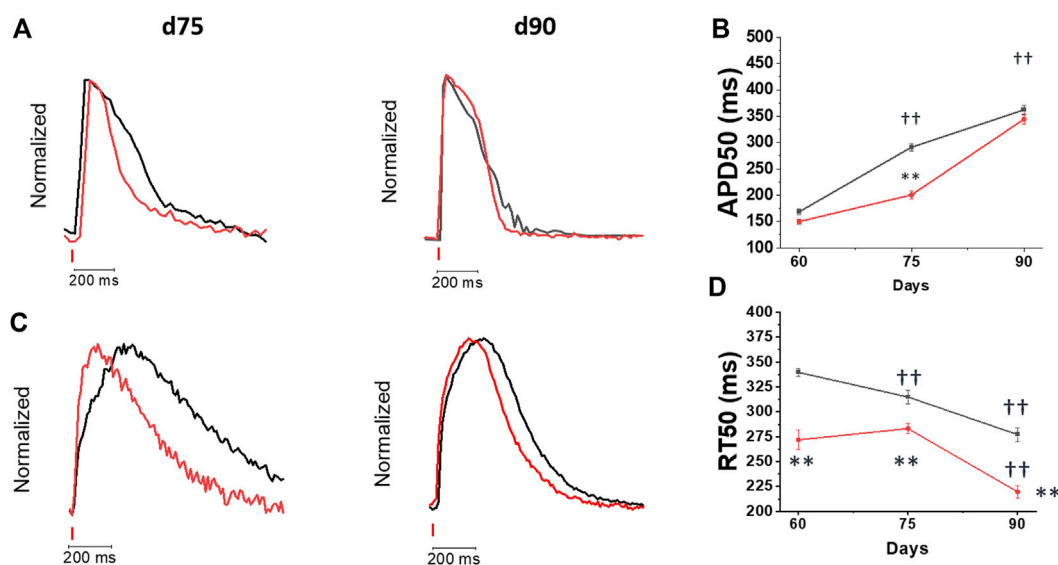 A
d75
d90
Normalized
200 ms
Normalized
200 ms
B
APD50 (ms)
500
450
400
350
300
250
200
150
100
††
††
**
60
75
90
Days
C
Normalized
200 ms
Normalized
200 ms
D
RT50 (ms)
400
375
350
325
300
275
250
225
200
††
††
††
**
**
**
60
75
90
Days